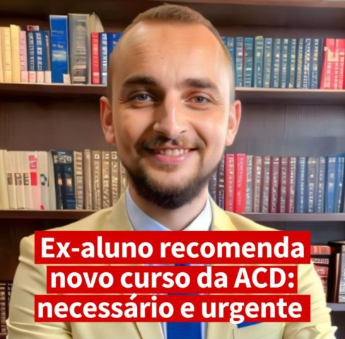 Ex-aluno recomenda
novo curso da ACD:
necessário e urgente